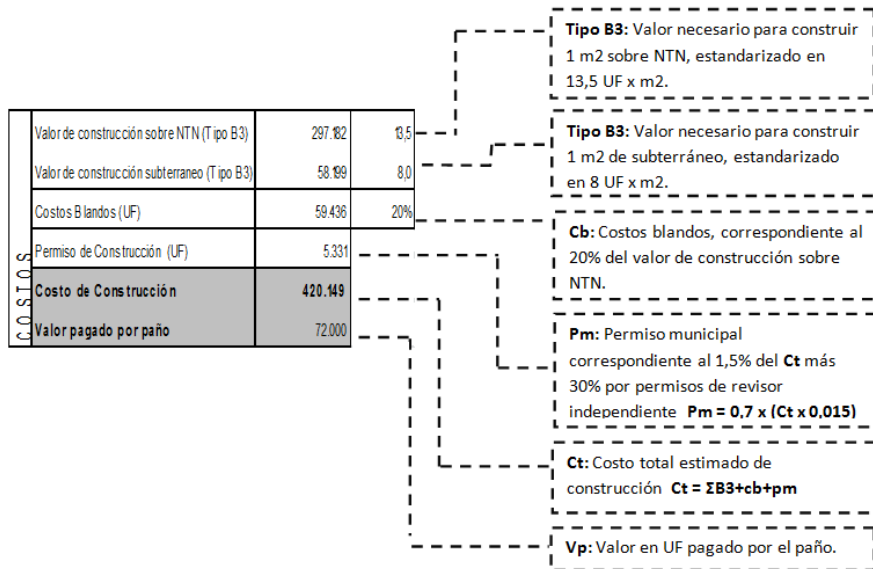 COSTOS
Valor de construcción sobre NTN (Tipo B3) 297.182 13,5
Valor de construcción subterraneo (Tipo B3) 58.199 8,0
Costos Blandos (UF) 59.436 20%
Permiso de Construcción (UF) 5.331
Costo de Construcción 420.149
Valor pagado por paño 72.000
Tipo B3: Valor necesario para construir
1 m2 sobre NTN, estandarizado en
13,5 UF x m2.
Tipo B3: Valor necesario para construir
1 m2 de subterráneo, estandarizado
en 8 UF x m2.
Cb: Costos blandos, correspondiente al
20% del valor de construcción sobre
NTN.
Pm: Permiso municipal
correspondiente al 1,5% del Ct más
30% por permisos de revisor
independiente Pm = 0,7 x (Ct x 0,015)
Ct: Costo total estimado de
construcción Ct = ΣB3+cb+pm
Vp: Valor en UF pagado por el paño.